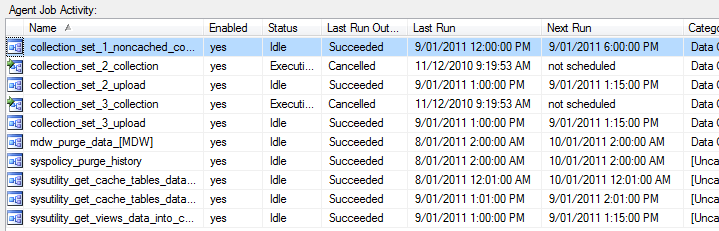 Agent Job Activity:
Name Enabled Status Last Run Out... Last Run Next Run Catego
collection_set_1_noncached_co... yes Idle Succeeded 9/01/2011 12:00:00 PM 9/01/2011 6:00:00 PM Data C
collection_set_2_collection yes Executi... Cancelled 11/12/2010 9:19:53 AM not scheduled Data C
collection_set_2_upload yes Idle Succeeded 9/01/2011 1:00:00 PM 9/01/2011 1:15:00 PM Data C
collection_set_3_collection yes Executi... Cancelled 11/12/2010 9:19:53 AM not scheduled Data C
collection_set_3_upload yes Idle Succeeded 9/01/2011 1:00:00 PM 9/01/2011 1:15:00 PM Data C
mdw_purge_data_[MDW] yes Idle Succeeded 8/01/2011 2:00:00 AM 10/01/2011 2:00:00 AM Data C
syspolicy_purge_history yes Idle Succeeded 8/01/2011 2:00:00 AM 10/01/2011 2:00:00 AM [Uncat
sysutility_get_cache_tables_data... yes Idle Succeeded 8/01/2011 12:01:00 AM 10/01/2011 12:01:00 AM [Uncat
sysutility_get_cache_tables_data... yes Idle Succeeded 9/01/2011 1:01:00 PM 9/01/2011 2:01:00 PM [Uncat
sysutility_get_views_data_into_c... yes Idle Succeeded 9/01/2011 1:00:00 PM 9/01/2011 1:15:00 PM [Uncat